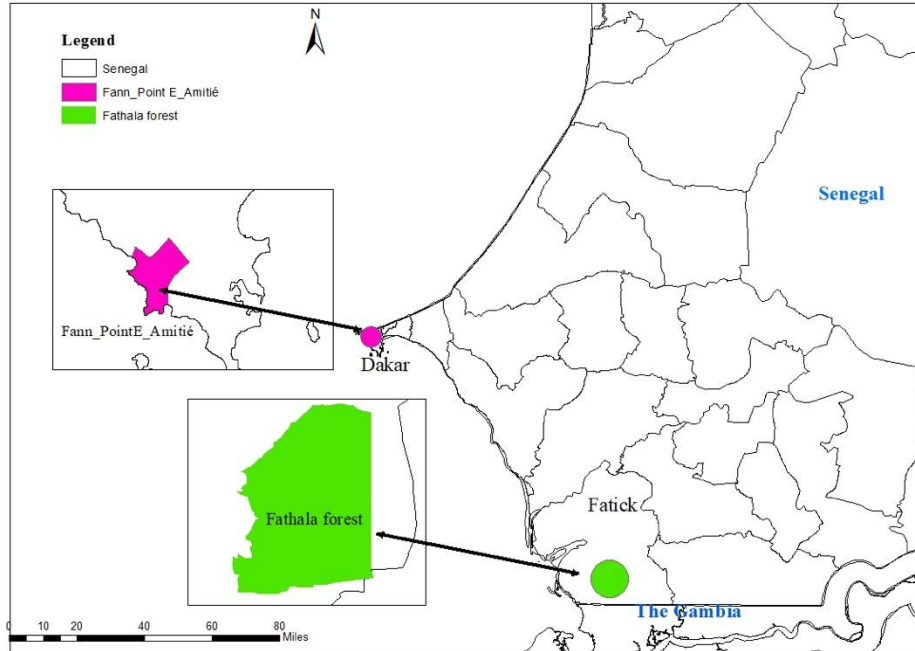 N
Legend
Senegal
Fann_Point E_Amitié
Fathala forest
Senegal
Fann_PointE_Amitié
Dakar
Fathala forest
Fatick
The Gambia
0 10 20 40 60 80
Miles